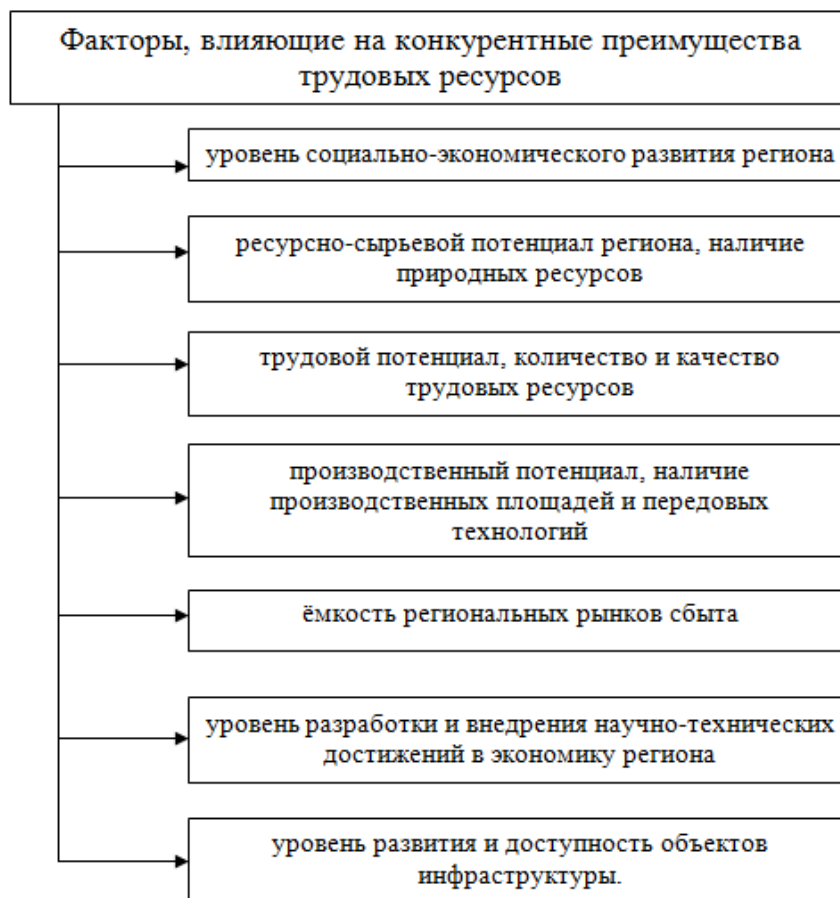 Факторы, влияющие на конкурентные преимущества
трудовых ресурсов
уровень социально-экономического развития региона
ресурсно-сырьевой потенциал региона, наличие
природных ресурсов
трудовой потенциал, количество и качество
трудовых ресурсов
производственный потенциал, наличие
производственных площадей и передовых
технологий
ёмкость региональных рынков сбыта
уровень разработки и внедрения научно-технических
достижений в экономику региона
уровень развития и доступность объектов
инфраструктуры.